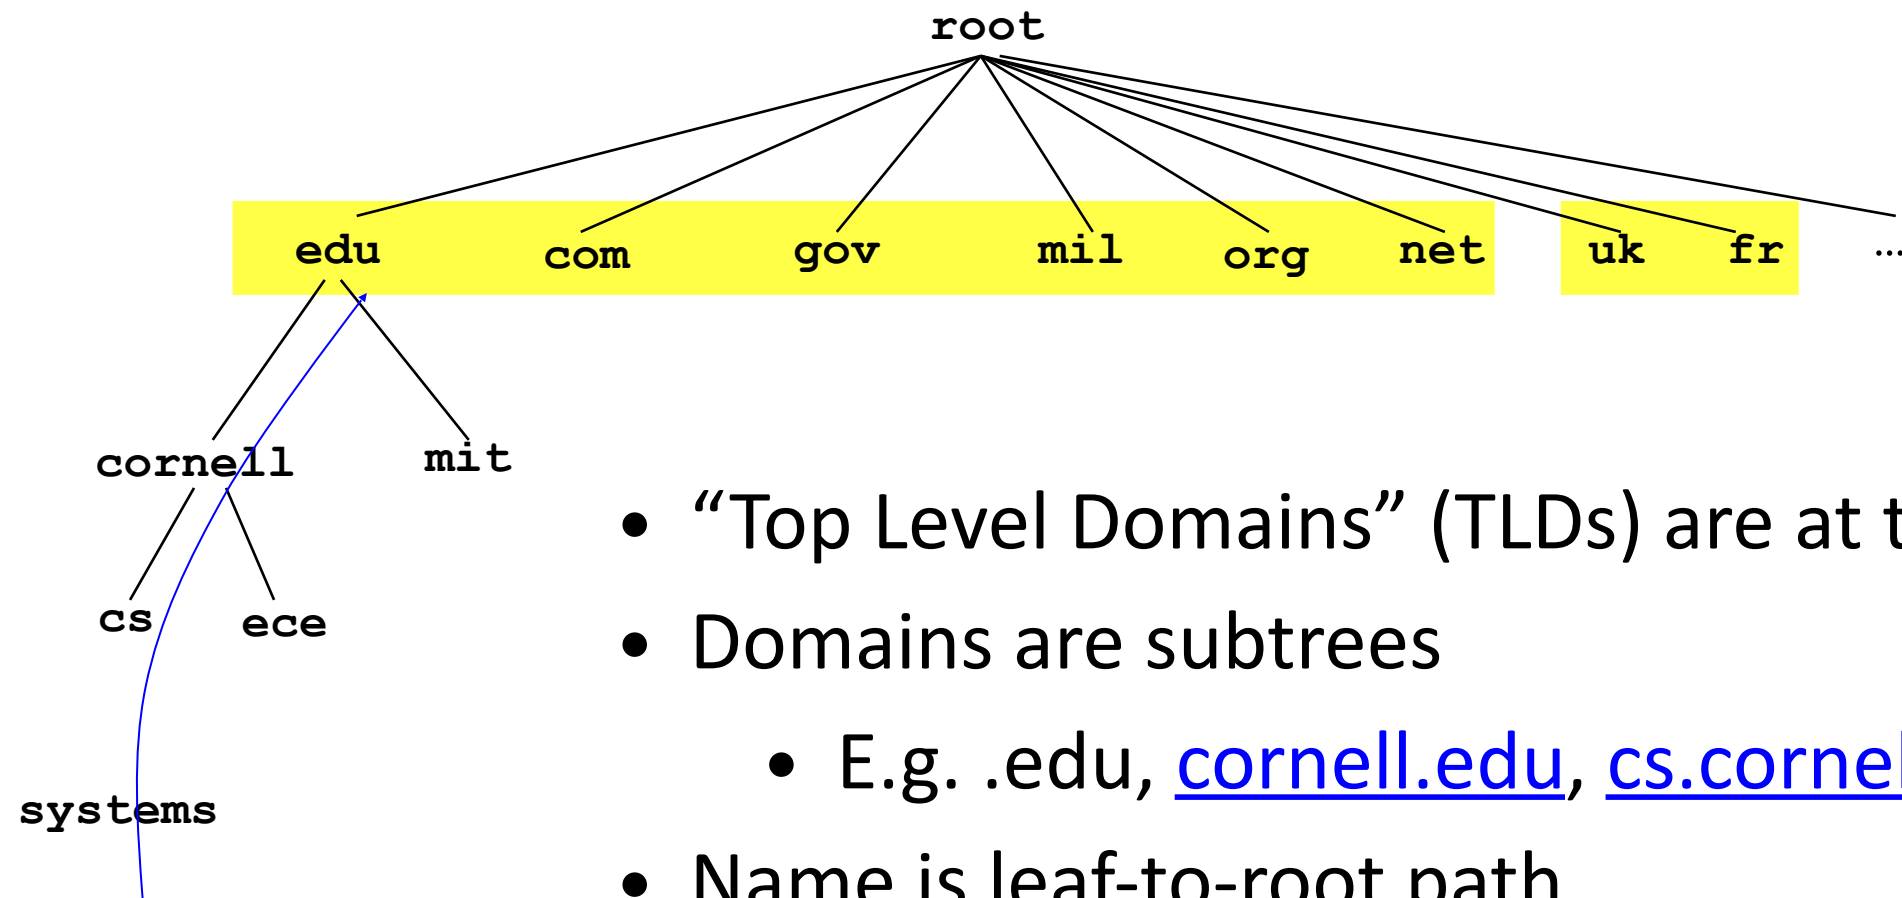 root
edu com gov mil org net uk fr ...
cornell mit
• “Top Level Domains” (TLDs) are at
cs ece
• Domains are subtrees
• E.g. .edu, cornell.edu, cs.cornel
systems
• Name is leaf-to-root path